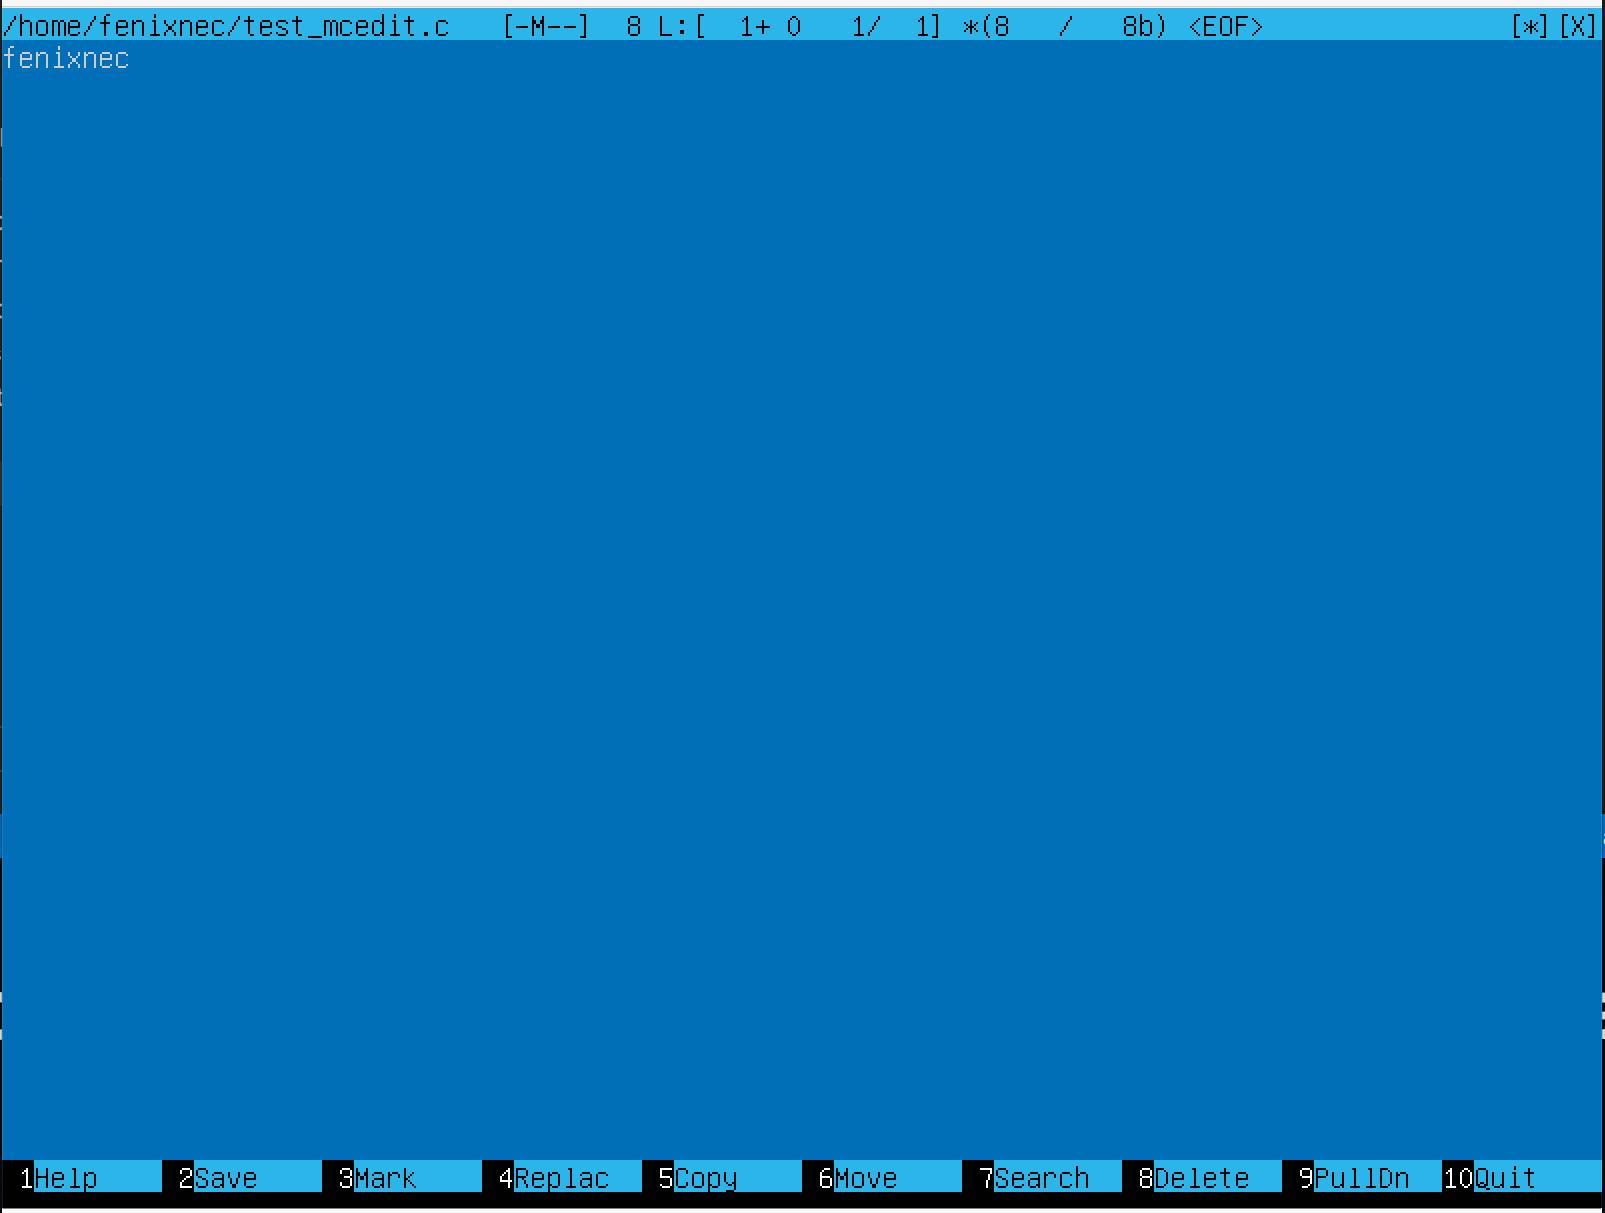 /home/fenixnec/test_mcedit.c   [-M--]  8 L:[  1+ 0   1/  1] *(8   /   8b) <EOF>   [*][X]
fenixnec
1Help 2Save 3Mark 4Replac 5Copy 6Move 7Search 8Delete 9PullDn 10Quit